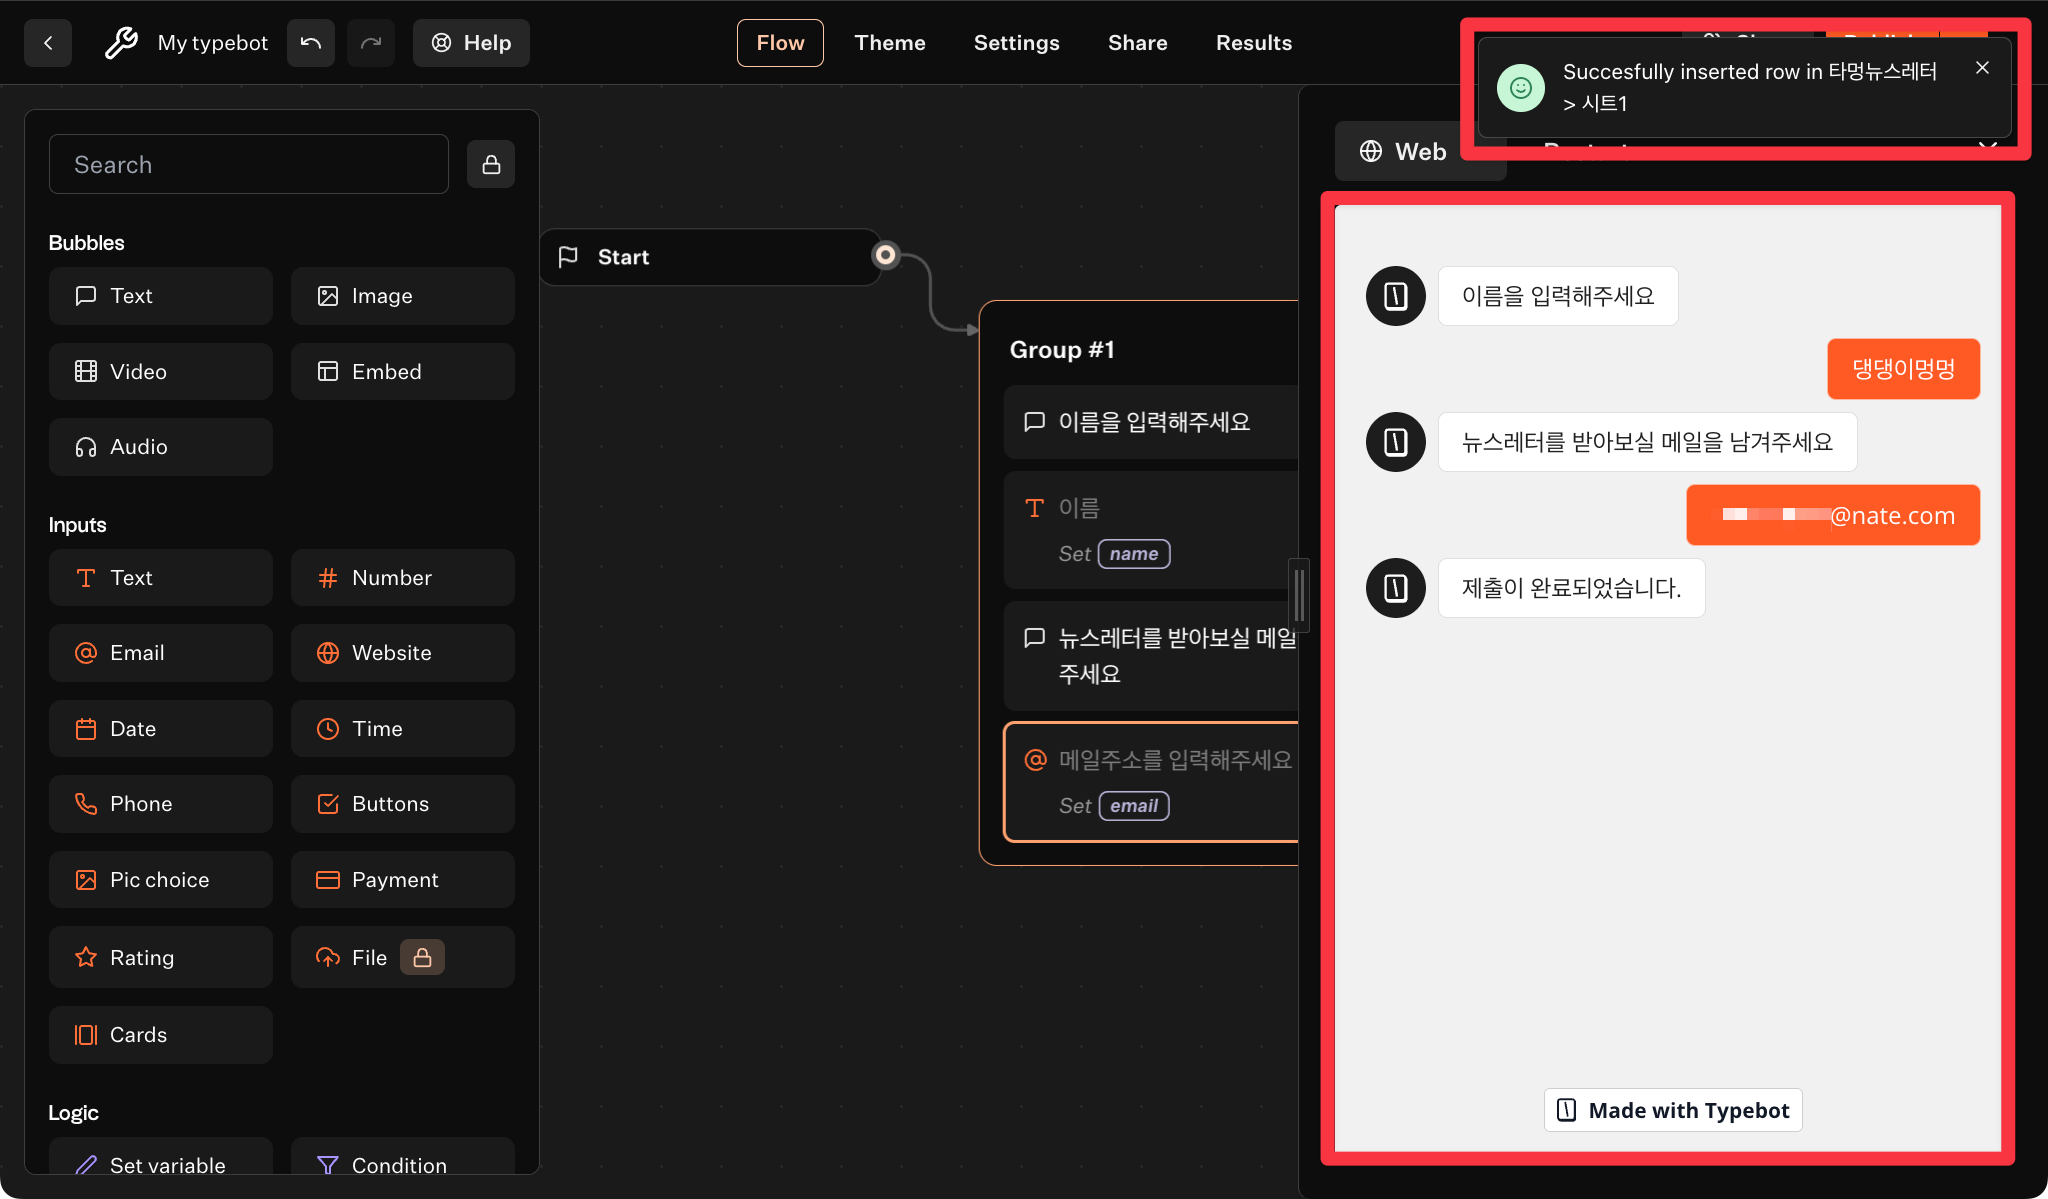 My typebot
Help
Flow
Theme
Settings
Share
Results
Succesfully inserted row in 타멍뉴스레터
> 시트1
Web
Search
Bubbles
Text
Image
Video
Embed
Audio
Inputs
Text
Number
Email
Website
Date
Time
Phone
Buttons
Pic choice
Payment
Rating
File
Cards
Logic
Set variable
Condition
Start
Group #1
이름을 입력해주세요
이름
Set name
뉴스레터를 받아보실 메일
주세요
메일주소를 입력해주세요
Set email
이름을 입력해주세요
댕댕이멍멍
뉴스레터를 받아보실 메일을 남겨주세요
@nate.com
제출이 완료되었습니다.
Made with Typebot